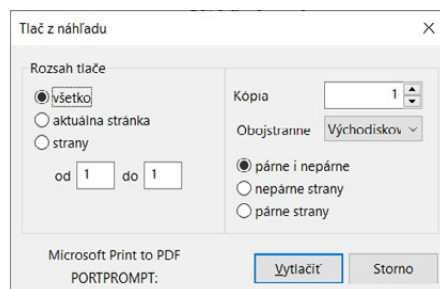 Tlač z náhľadu
Rozsah tlače
všetko
aktuálna stránka
strany
od 1 do 1
Kópia 1
Obojstranne Východiskov
párne i nepárne
nepárne strany
párne strany
Microsoft Print to PDF
PORTPROMPT:
Vytlačiť
Storno